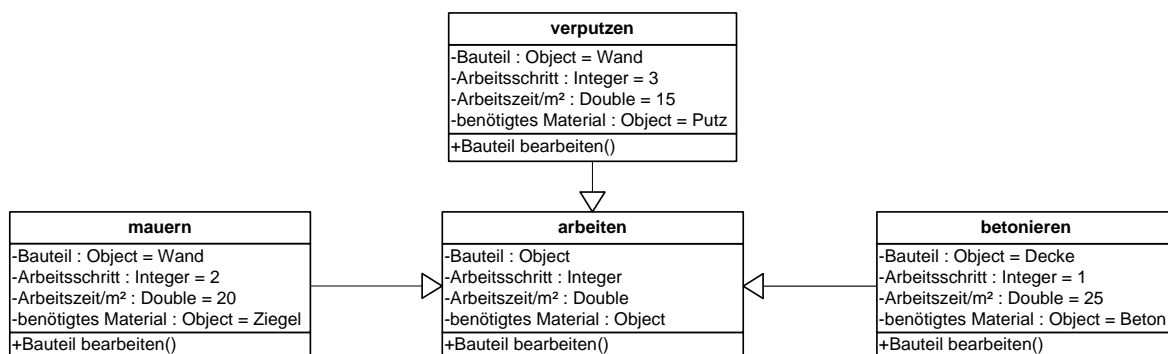 verputzen
-Bauteil : Object = Wand
-Arbeitsschritt : Integer = 3
-Arbeitszeit/m² : Double = 15
-benötigtes Material : Object = Putz
+Bauteil bearbeiten()
mauern
-Bauteil : Object = Wand
-Arbeitsschritt : Integer = 2
-Arbeitszeit/m² : Double = 20
-benötigtes Material : Object = Ziegel
+Bauteil bearbeiten()
arbeiten
-Bauteil : Object
-Arbeitsschritt : Integer
-Arbeitszeit/m² : Double
-benötigtes Material : Object
+Bauteil bearbeiten()
betonieren
-Bauteil : Object = Decke
-Arbeitsschritt : Integer = 1
-Arbeitszeit/m² : Double = 25
-benötigtes Material : Object = Beton
+Bauteil bearbeiten()